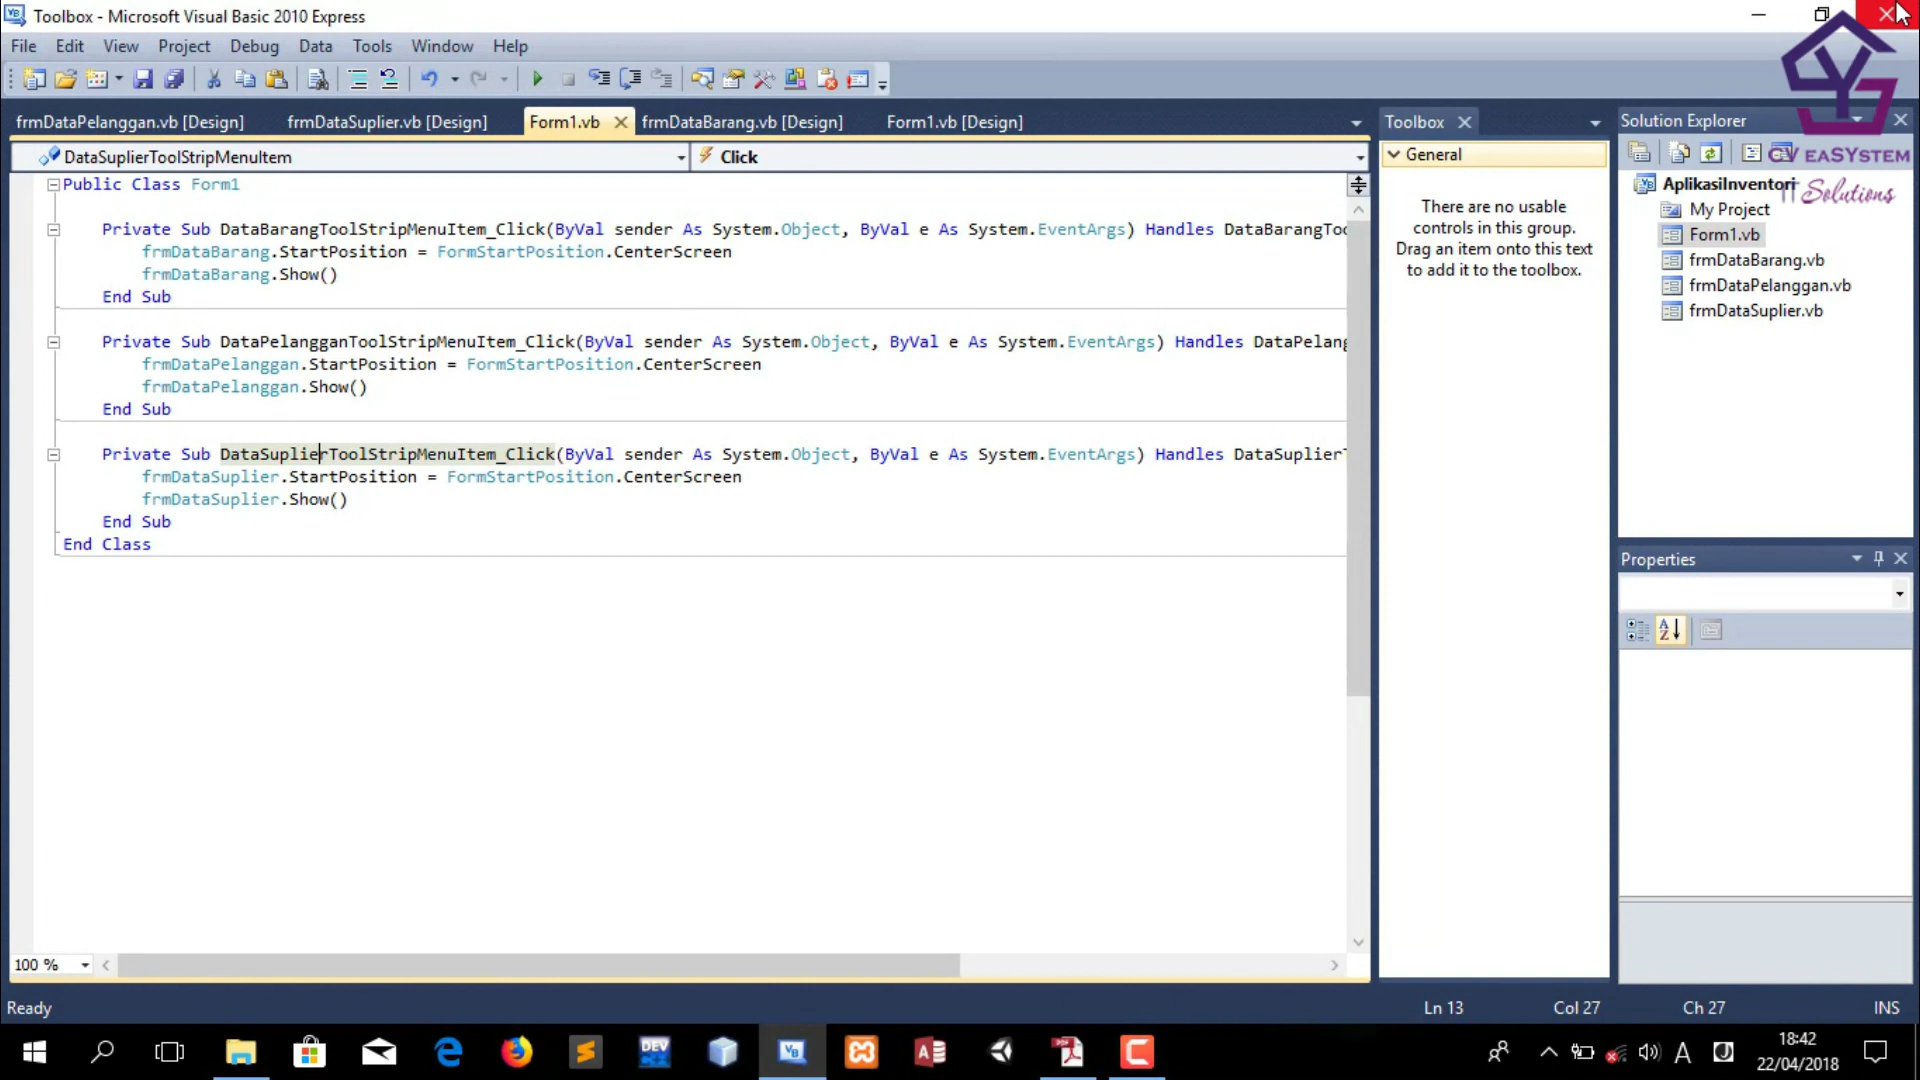 Toolbox - Microsoft Visual Basic 2010 Express
File Edit View Project Debug Data Tools Window Help
frmDataPelanggan.vb [Design] frmDataSuplier.vb [Design] Form1.vb frmDataBarang.vb [Design] Form1.vb [Design]
DataSuplierToolStripMenuItem
Click
Public Class Form1
Private Sub DataBarangToolStripMenuItem_Click(ByVal sender As System.Object, ByVal e As System.EventArgs) Handles DataBarangToo
frmDataBarang.StartPosition = FormStartPosition.CenterScreen
frmDataBarang.Show()
End Sub
Private Sub DataPelangganToolStripMenuItem_Click(ByVal sender As System.Object, ByVal e As System.EventArgs) Handles DataPelang
frmDataPelanggan.StartPosition = FormStartPosition.CenterScreen
frmDataPelanggan.Show()
End Sub
Private Sub DataSuplierToolStripMenuItem_Click(ByVal sender As System.Object, ByVal e As System.EventArgs) Handles DataSuplierT
frmDataSuplier.StartPosition = FormStartPosition.CenterScreen
frmDataSuplier.Show()
End Sub
End Class
100 %
Toolbox
General
There are no usable
controls in this group.
Drag an item onto this text
to add it to the toolbox.
Solution Explorer
CV EASYSTEM
IT Solutions
AplikasiInventori
My Project
Form1.vb
frmDataBarang.vb
frmDataPelanggan.vb
frmDataSuplier.vb
Properties
Ready
Ln 13
Col 27
Ch 27
INS
DEV
VB
A
18:42
22/04/2018